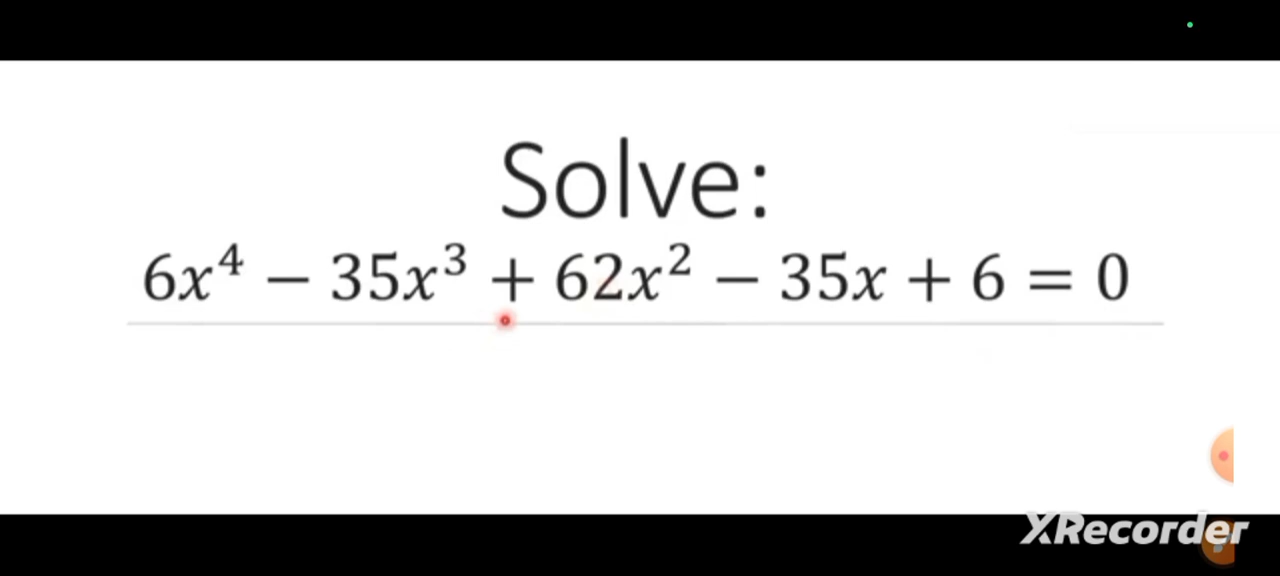 Solve:
6x⁴ − 35x³ + 62x² − 35x + 6 = 0
XRecorder